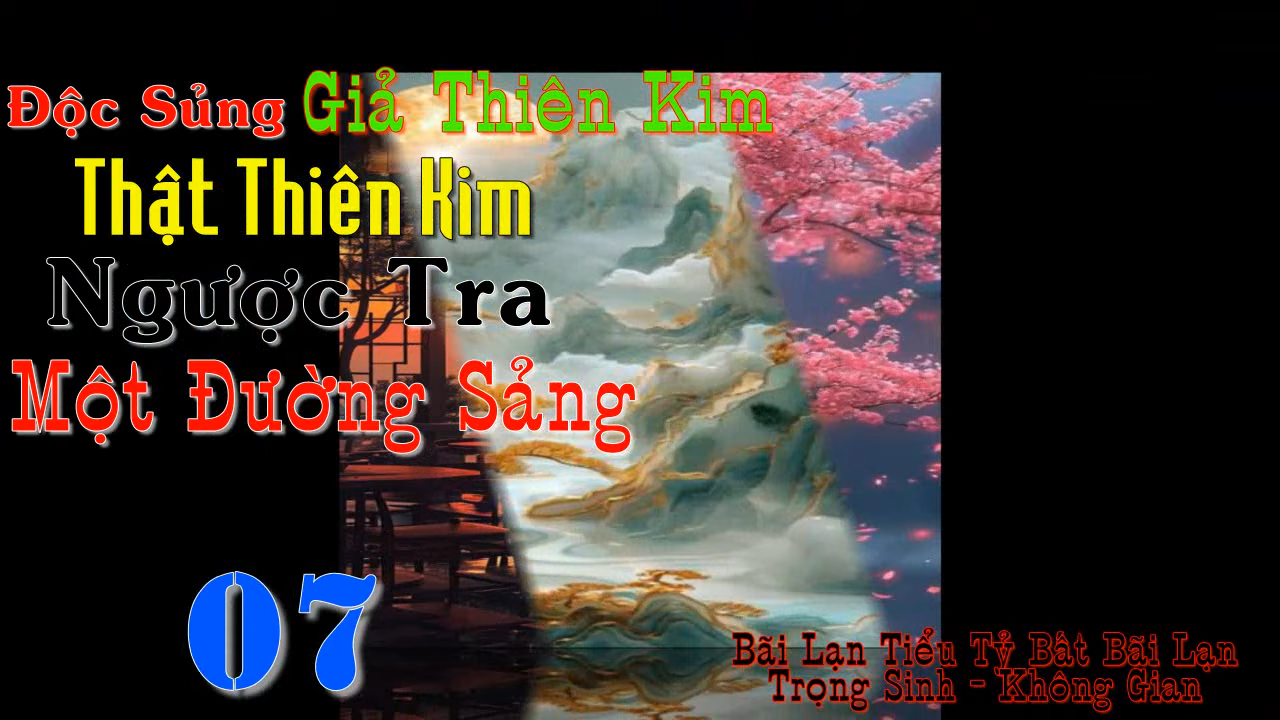 Độc Sủng Giả Thiên Kim
Thật Thiên Kim
Ngược Tra
Một Đường Sảng
07
Bãi Lạn Tiểu Tỷ Bât Bãi Lạn
Trọng Sinh - Không Gian